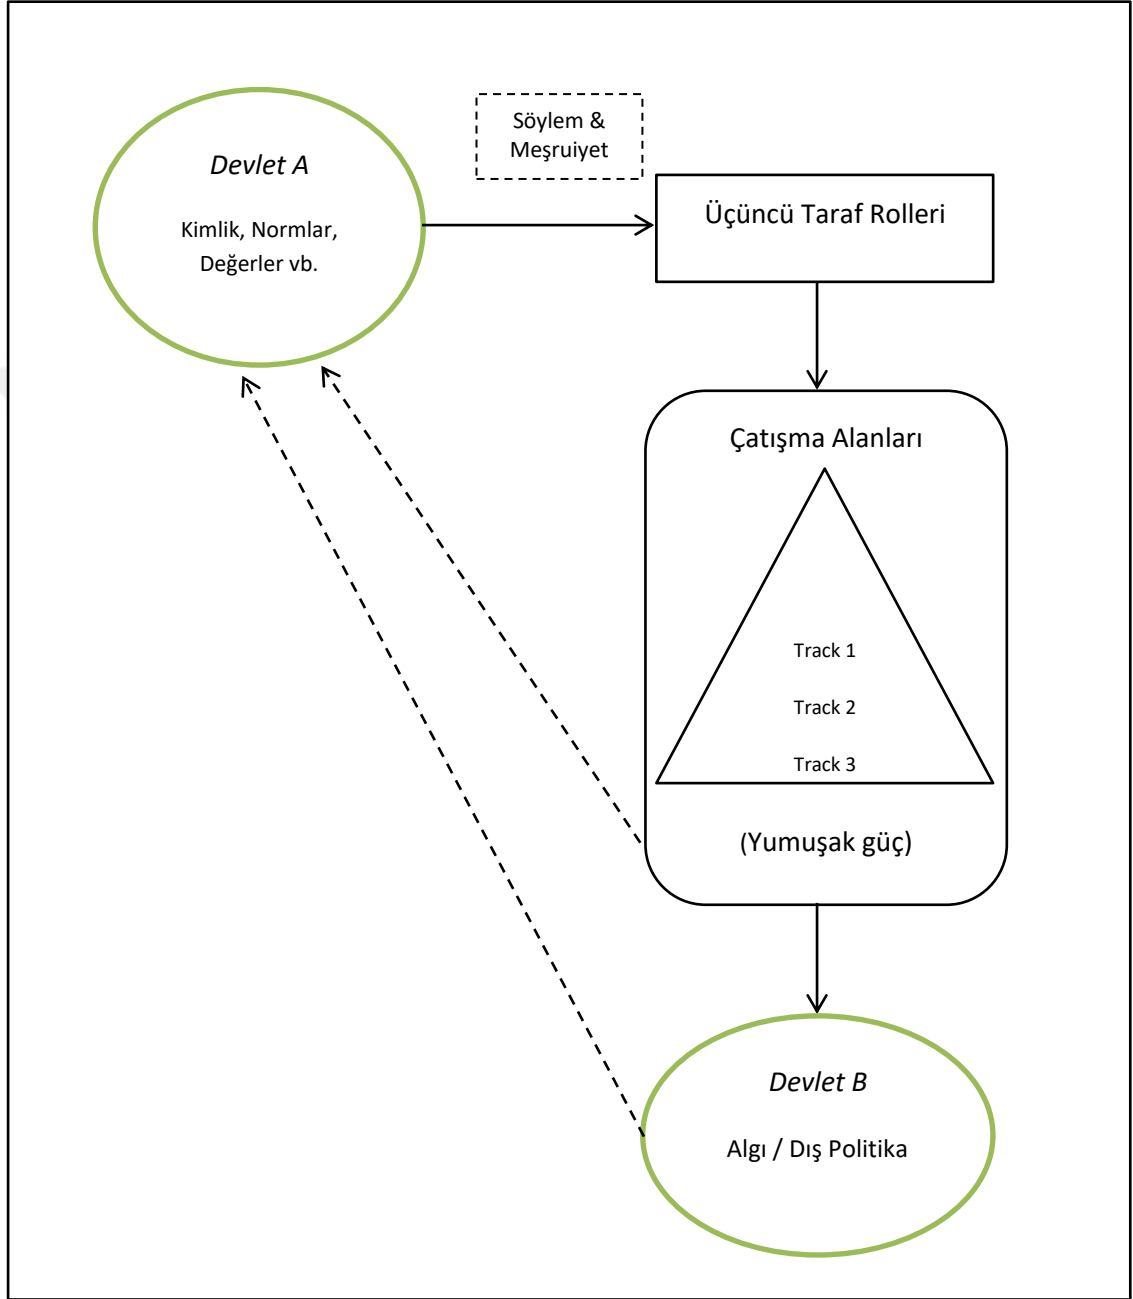 Söylem &
Meşruiyet
Devlet A
Kimlik, Normlar,
Değerler vb.
Üçüncü Taraf Rolleri
Çatışma Alanları
Track 1
Track 2
Track 3
(Yumuşak güç)
Devlet B
Algı / Dış Politika